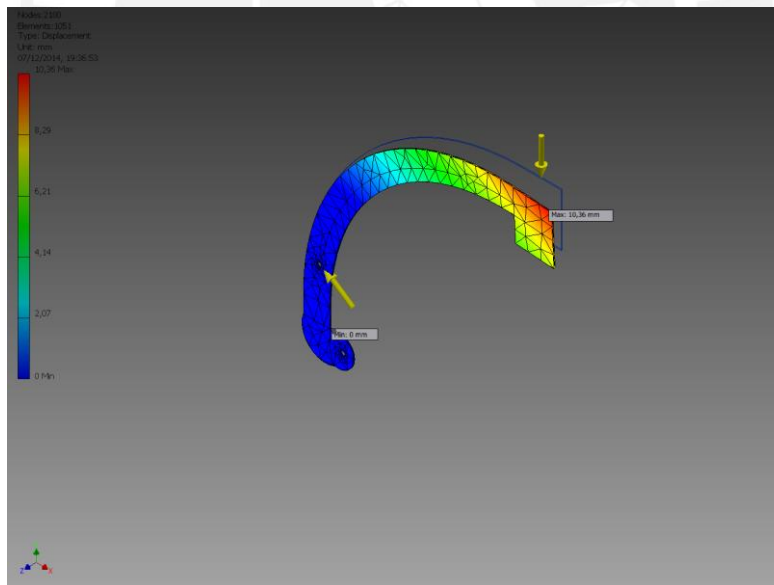 Type: Displacement
Unit: mm
07/12/2014, 19:36:53
10,36 Max
8,29
6,21
4,14
2,07
0 Min
Max: 10,36 mm
Min: 0 mm